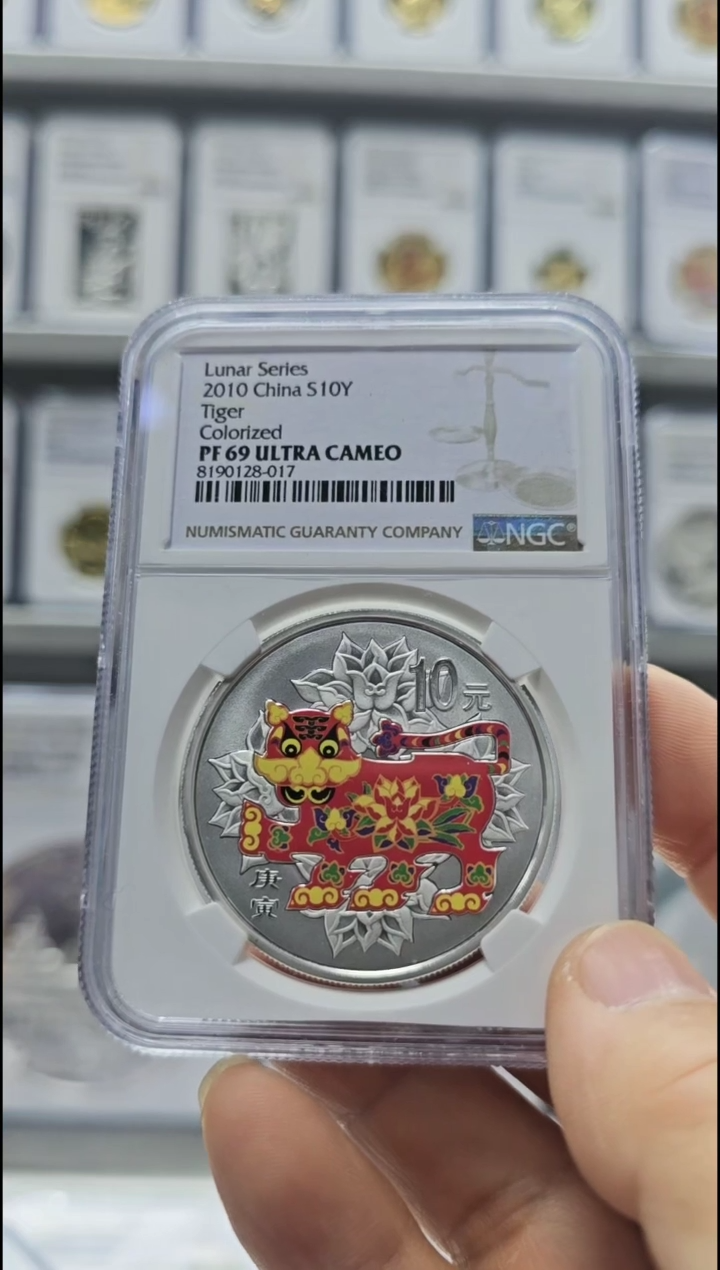 Lunar Series
2010 China S10Y
Tiger
Colorized
PF 69 ULTRA CAMEO
8190128-017
NUMISMATIC GUARANTY COMPANY
NGC®
10元
庚
寅